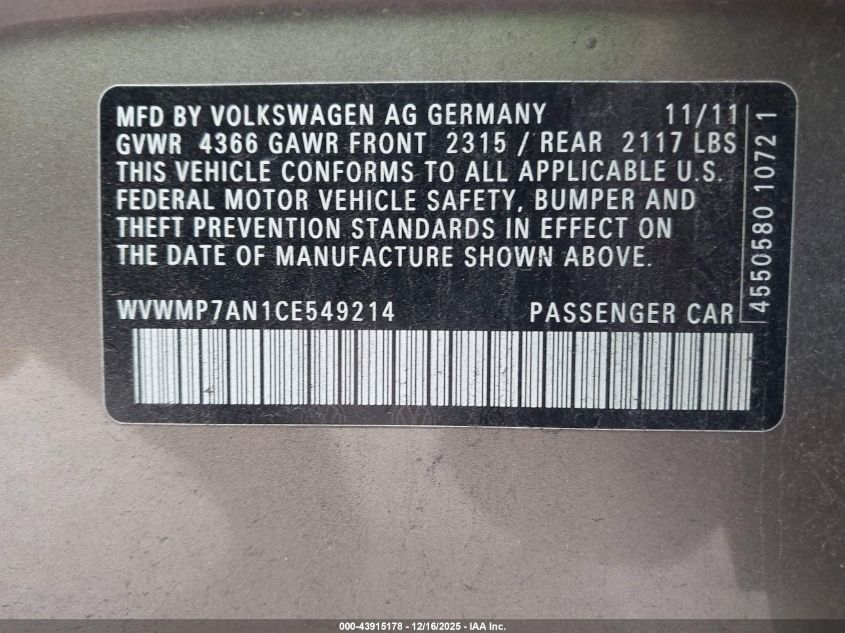 MFD BY VOLKSWAGEN AG GERMANY 11/11
GVWR 4366 GAWR FRONT 2315 / REAR 2117 LBS
THIS VEHICLE CONFORMS TO ALL APPLICABLE U.S.
FEDERAL MOTOR VEHICLE SAFETY, BUMPER AND
THEFT PREVENTION STANDARDS IN EFFECT ON
THE DATE OF MANUFACTURE SHOWN ABOVE.
WVWMP7AN1CE549214 PASSENGER CAR
4550580 1072 1
000-43915178 - 12/16/2025 - IAA Inc.